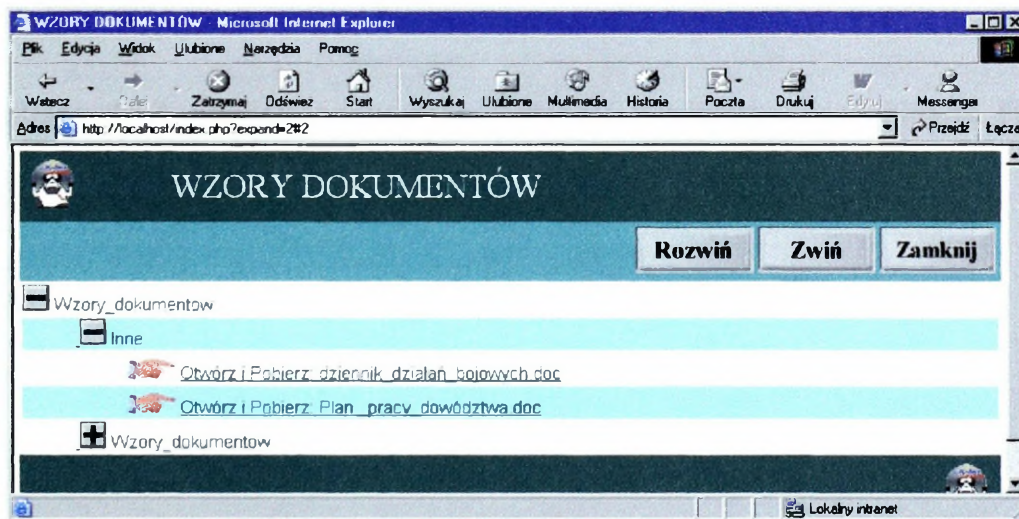 WZORY DOKUMENTÓW - Microsoft Internet Explorer
Plik Edycja Widok Ulubione Narzędzia Pomoc
Wstecz Dalej Zatrzymaj Odśwież Start Wyszukaj Ulubione Multimedia Historia Poczta Drukuj Edytuj Messenger
Adres http://localhost/index.php?expand=2#2 Przejdź Łącza
WZORY DOKUMENTÓW
Rozwiń Zwiń Zamknij
Wzory_dokumentow
Inne
Otwórz i Pobierz: dziennik_działań_bojowych.doc
Otwórz i Pobierz: Plan_pracy_dowództwa.doc
Wzory_dokumentow
Lokalny intranet